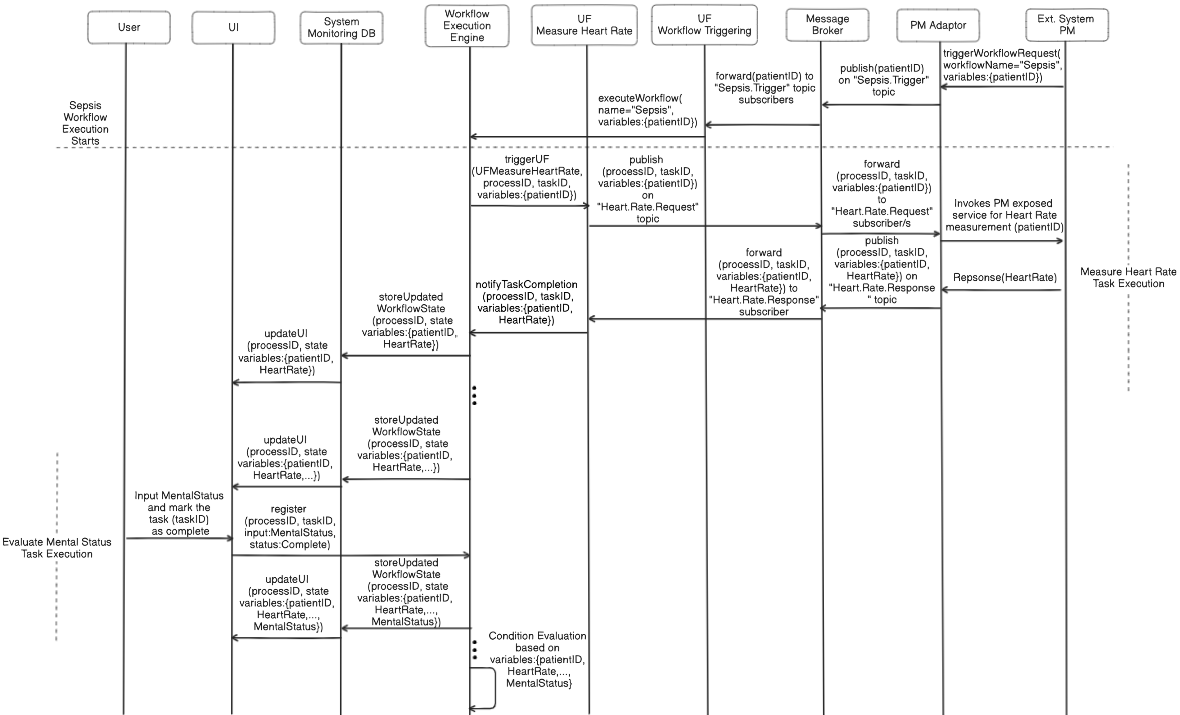 User
UI
System
Monitoring DB
Workflow
Execution
Engine
UF
Measure Heart Rate
UF
Workflow Triggering
Message
Broker
PM Adaptor
Ext. System
PM
triggerWorkflowRequest(
workflowName="Sepsis",
variables:{patientID})
publish(patientID)
on "Sepsis.Trigger"
topic
forward(patientID) to
"Sepsis.Trigger" topic
subscribers
executeWorkflow(
name="Sepsis",
variables:{patientID})
Sepsis
Workflow
Execution
Starts
triggerUF
(UFMeasureHeartRate,
processID, taskID,
variables:{patientID})
publish
(processID, taskID,
variables:{patientID})
on
"Heart.Rate.Request"
topic
forward
(processID, taskID,
variables:{patientID})
to
"Heart.Rate.Request"
subscriber/s
Invokes PM exposed
service for Heart Rate
measurement (patientID)
Measure Heart Rate
Task Execution
Repsonse(HeartRate)
publish
(processID, taskID,
variables:{patientID,
HeartRate}) on
"Heart.Rate.Response
" topic
forward
(processID, taskID,
variables:{patientID,
HeartRate}) to
"Heart.Rate.Response"
subscriber
notifyTaskCompletion
(processID, taskID,
variables:{patientID,
HeartRate})
storeUpdated
WorkflowState
(processID, state
variables:{patientID,
HeartRate})
updateUI
(processID, state
variables:{patientID,
HeartRate})
storeUpdated
WorkflowState
(processID, state
variables:{patientID,
HeartRate,...})
updateUI
(processID, state
variables:{patientID,
HeartRate,...})
Input MentalStatus
and mark the
task (taskID)
as complete
register
(processID, taskID,
input:MentalStatus,
status:Complete)
Evaluate Mental Status
Task Execution
storeUpdated
WorkflowState
(processID, state
variables:{patientID,
HeartRate,...,
MentalStatus})
updateUI
(processID, state
variables:{patientID,
HeartRate,...,
MentalStatus})
Condition Evaluation
based on
variables:{patientID,
HeartRate,...,
MentalStatus}